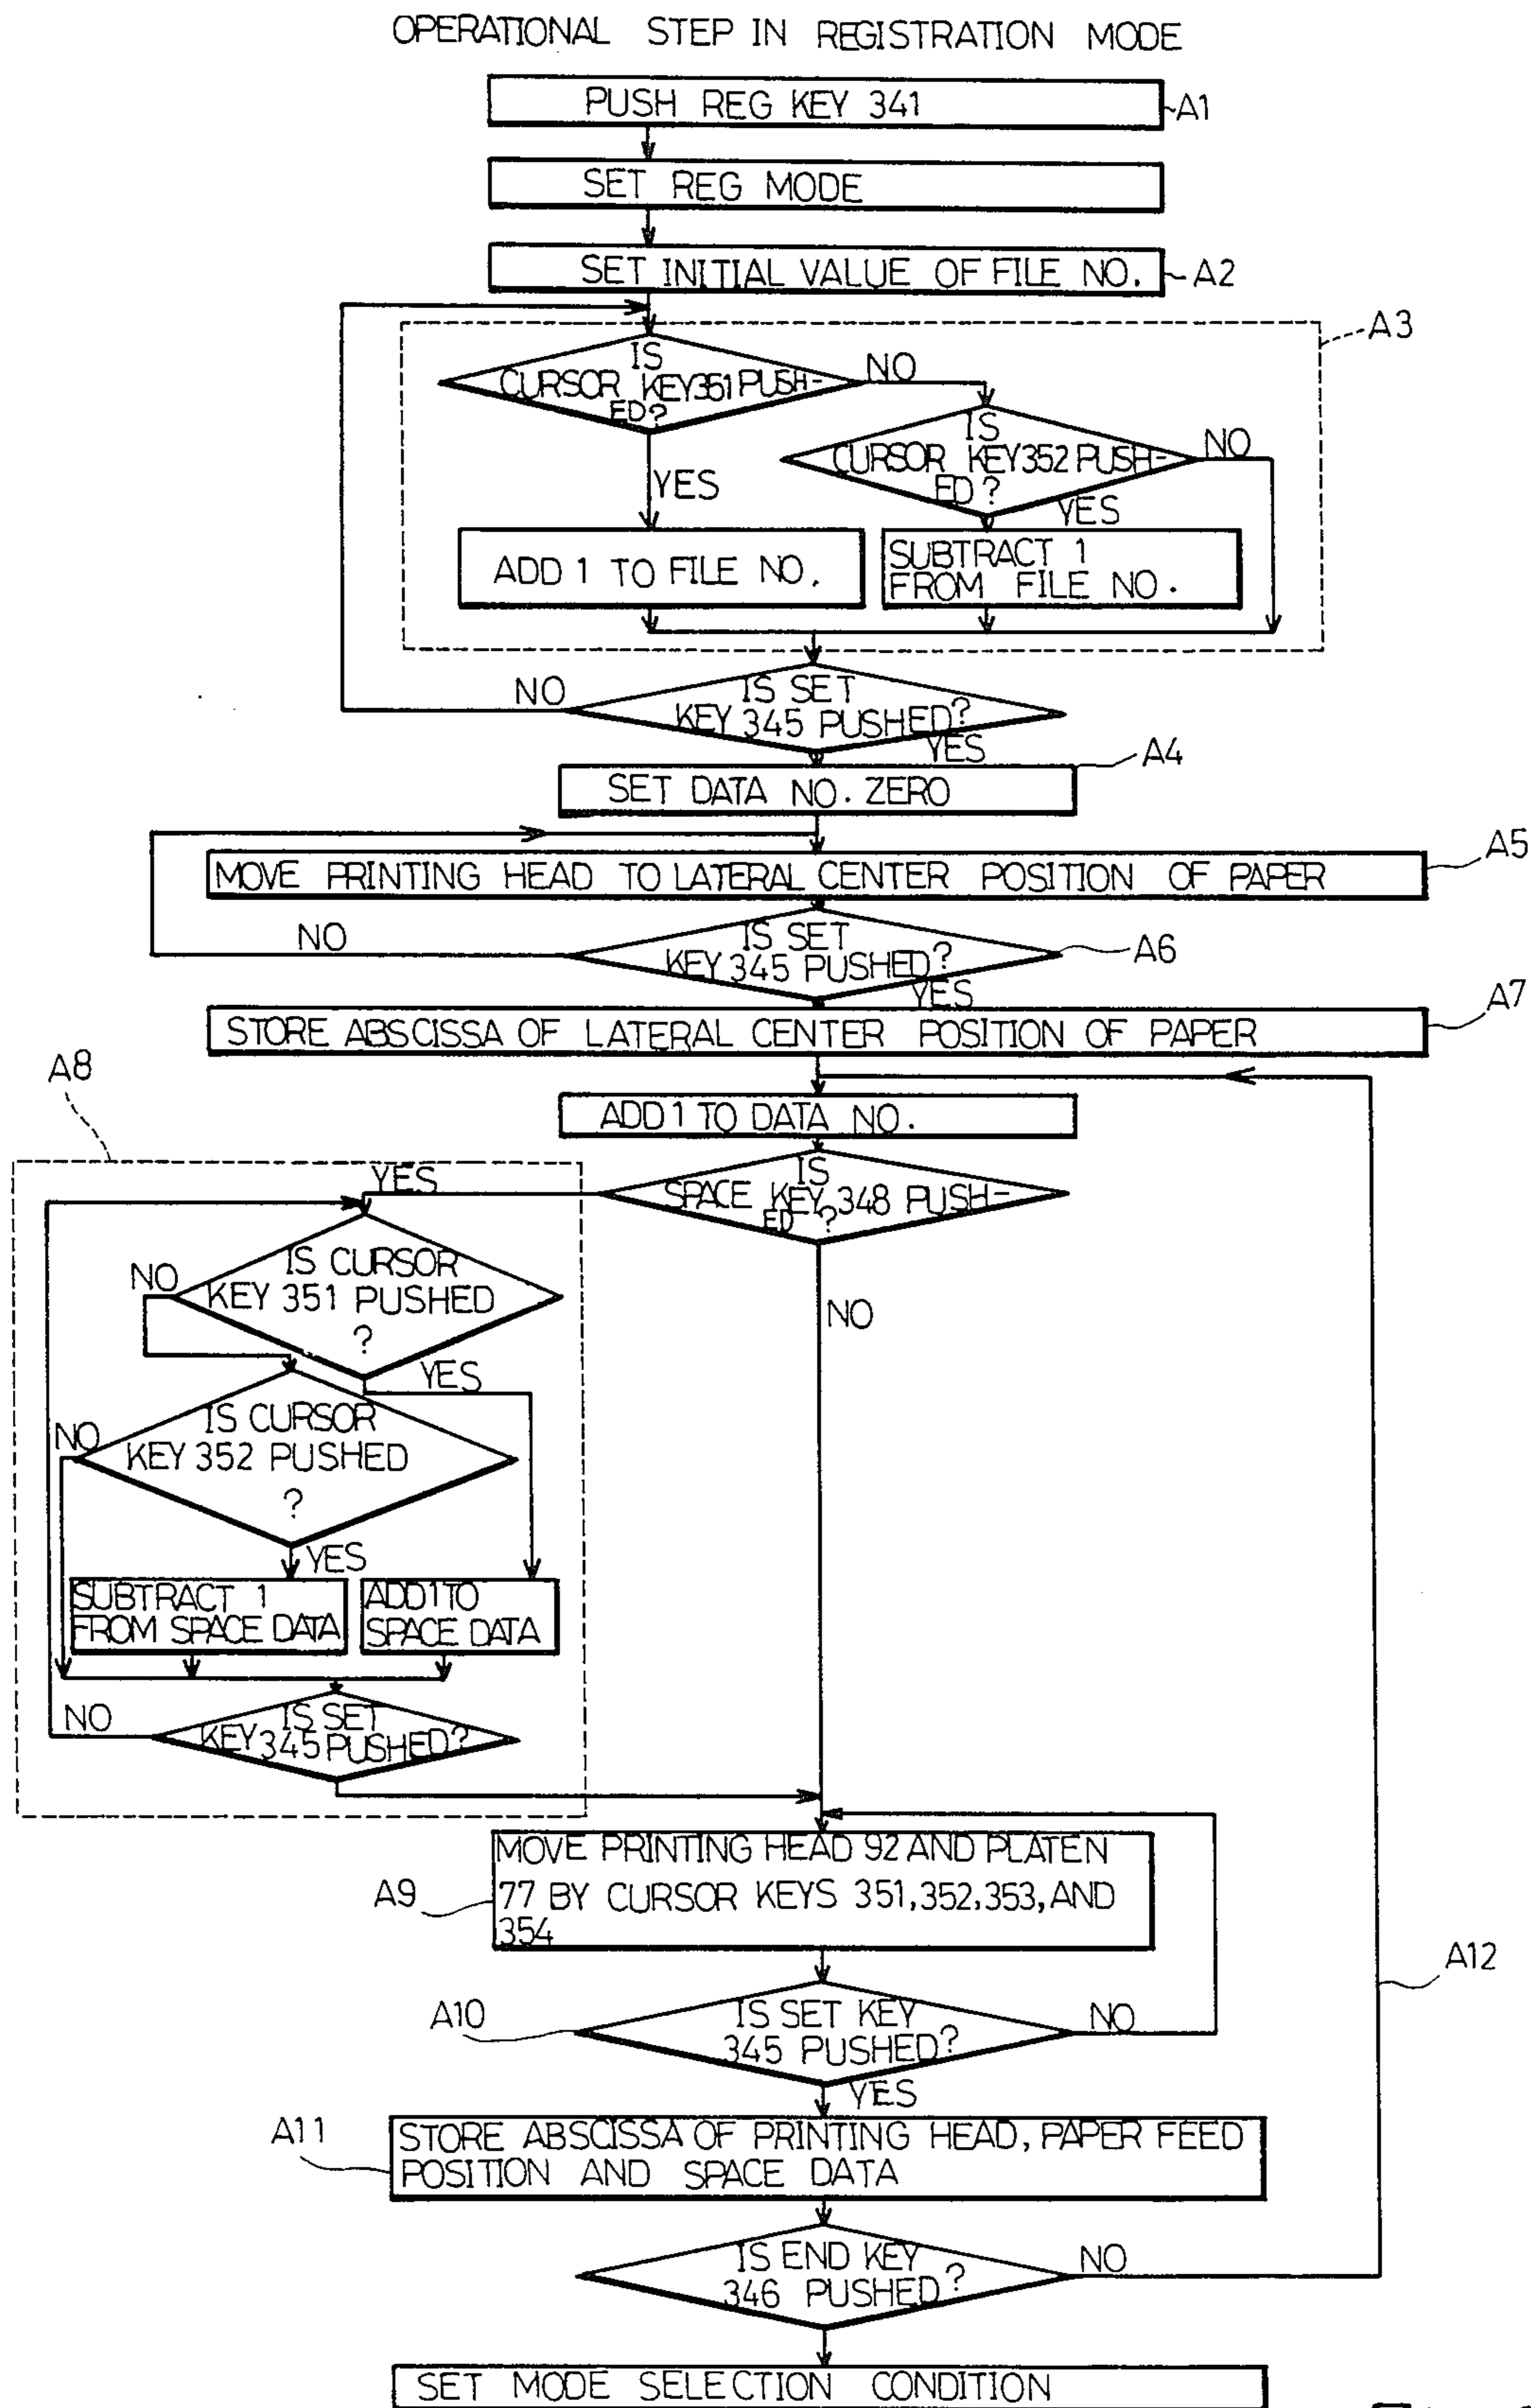 OPERATIONAL STEP IN REGISTRATION MODE
PUSH REG KEY 341
A1
SET REG MODE
SET INITIAL VALUE OF FILE NO.
A2
A3
IS
CURSOR KEY351 PUSH-
ED?
NO
IS
CURSOR KEY352 PUSH-
ED?
NO
YES
YES
ADD 1 TO FILE NO.
SUBTRACT 1
FROM FILE NO.
IS SET
KEY 345 PUSHED?
NO
YES
A4
SET DATA NO. ZERO
A5
MOVE PRINTING HEAD TO LATERAL CENTER POSITION OF PAPER
NO
IS SET
KEY 345 PUSHED?
A6
YES
A7
STORE ABSCISSA OF LATERAL CENTER POSITION OF PAPER
A8
ADD 1 TO DATA NO.
YES
IS
SPACE KEY 348 PUSH-
ED ?
NO
IS CURSOR
KEY 351 PUSHED
?
NO
YES
IS CURSOR
KEY 352 PUSHED
?
NO
YES
SUBTRACT 1
FROM SPACE DATA
ADD 1 TO
SPACE DATA
NO
IS SET
KEY 345 PUSHED?
A9
MOVE PRINTING HEAD 92 AND PLATEN
77 BY CURSOR KEYS 351,352,353,AND
354
A12
A10
IS SET KEY
345 PUSHED?
NO
YES
A11
STORE ABSCISSA OF PRINTING HEAD, PAPER FEED
POSITION AND SPACE DATA
IS END KEY
346 PUSHED?
NO
SET MODE SELECTION CONDITION